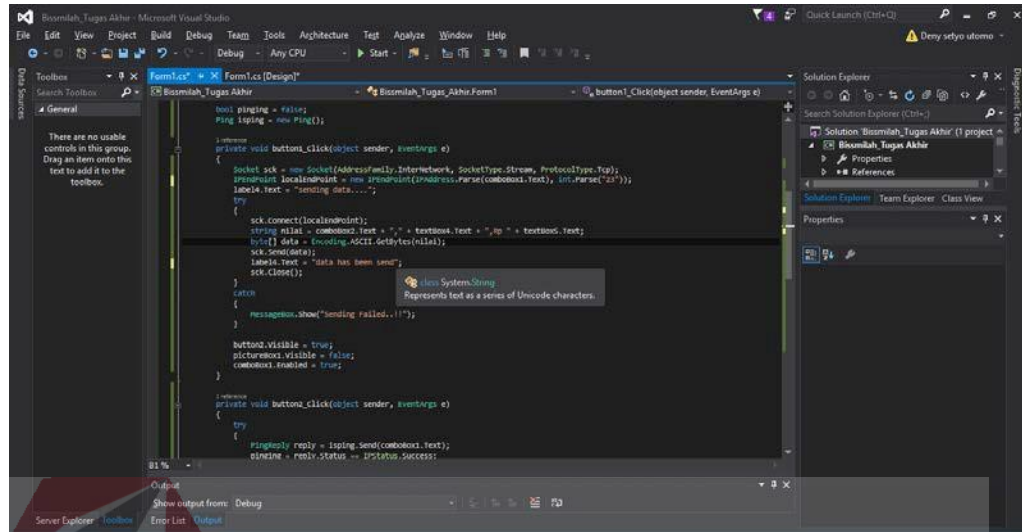 Bissmilah_Tugas Akhir - Microsoft Visual Studio
4
Quick Launch (Ctrl+Q)
File Edit View Project Build Debug Team Tools Architecture Test Analyze Window Help
Deny setyo utomo
Debug Any CPU Start
Data Sources
Toolbox
Search Toolbox
General
There are no usable
controls in this group.
Drag an item onto this
text to add it to the
toolbox.
Form1.cs* Form1.cs [Design]*
Bissmilah_Tugas Akhir Bissmilah_Tugas_Akhir.Form1 button1_Click(object sender, EventArgs e)
bool pinging = false;
Ping isping = new Ping();
1 reference
private void button1_Click(object sender, EventArgs e)
{
Socket sck = new Socket(AddressFamily.InterNetwork, SocketType.Stream, ProtocolType.Tcp);
IPEndPoint localEndPoint = new IPEndPoint(IPAddress.Parse(comboBox1.Text), int.Parse("23"));
label4.Text = "sending data....";
try
{
sck.Connect(localEndPoint);
string nilai = comboBox2.Text + "," + textBox4.Text + ",Rp " + textBox5.Text;
byte[] data = Encoding.ASCII.GetBytes(nilai);
sck.Send(data);
label4.Text = "data has been send";
sck.Close();
}
class System.String
Represents text as a series of Unicode characters.
catch
{
MessageBox.Show("Sending Failed..!!");
}
button2.Visible = true;
pictureBox1.Visible = false;
comboBox1.Enabled = true;
}
1 reference
private void button2_Click(object sender, EventArgs e)
{
try
{
PingReply reply = isping.Send(comboBox1.Text);
pinging = reply.Status == IPStatus.Success;
81 %
Output
Show output from: Debug
Server Explorer Toolbox Error List Output
Solution Explorer
Search Solution Explorer (Ctrl+;)
Solution 'Bissmilah_Tugas Akhir' (1 project
Bissmilah_Tugas Akhir
Properties
References
Solution Explorer Team Explorer Class View
Properties
Diagnostic Tools